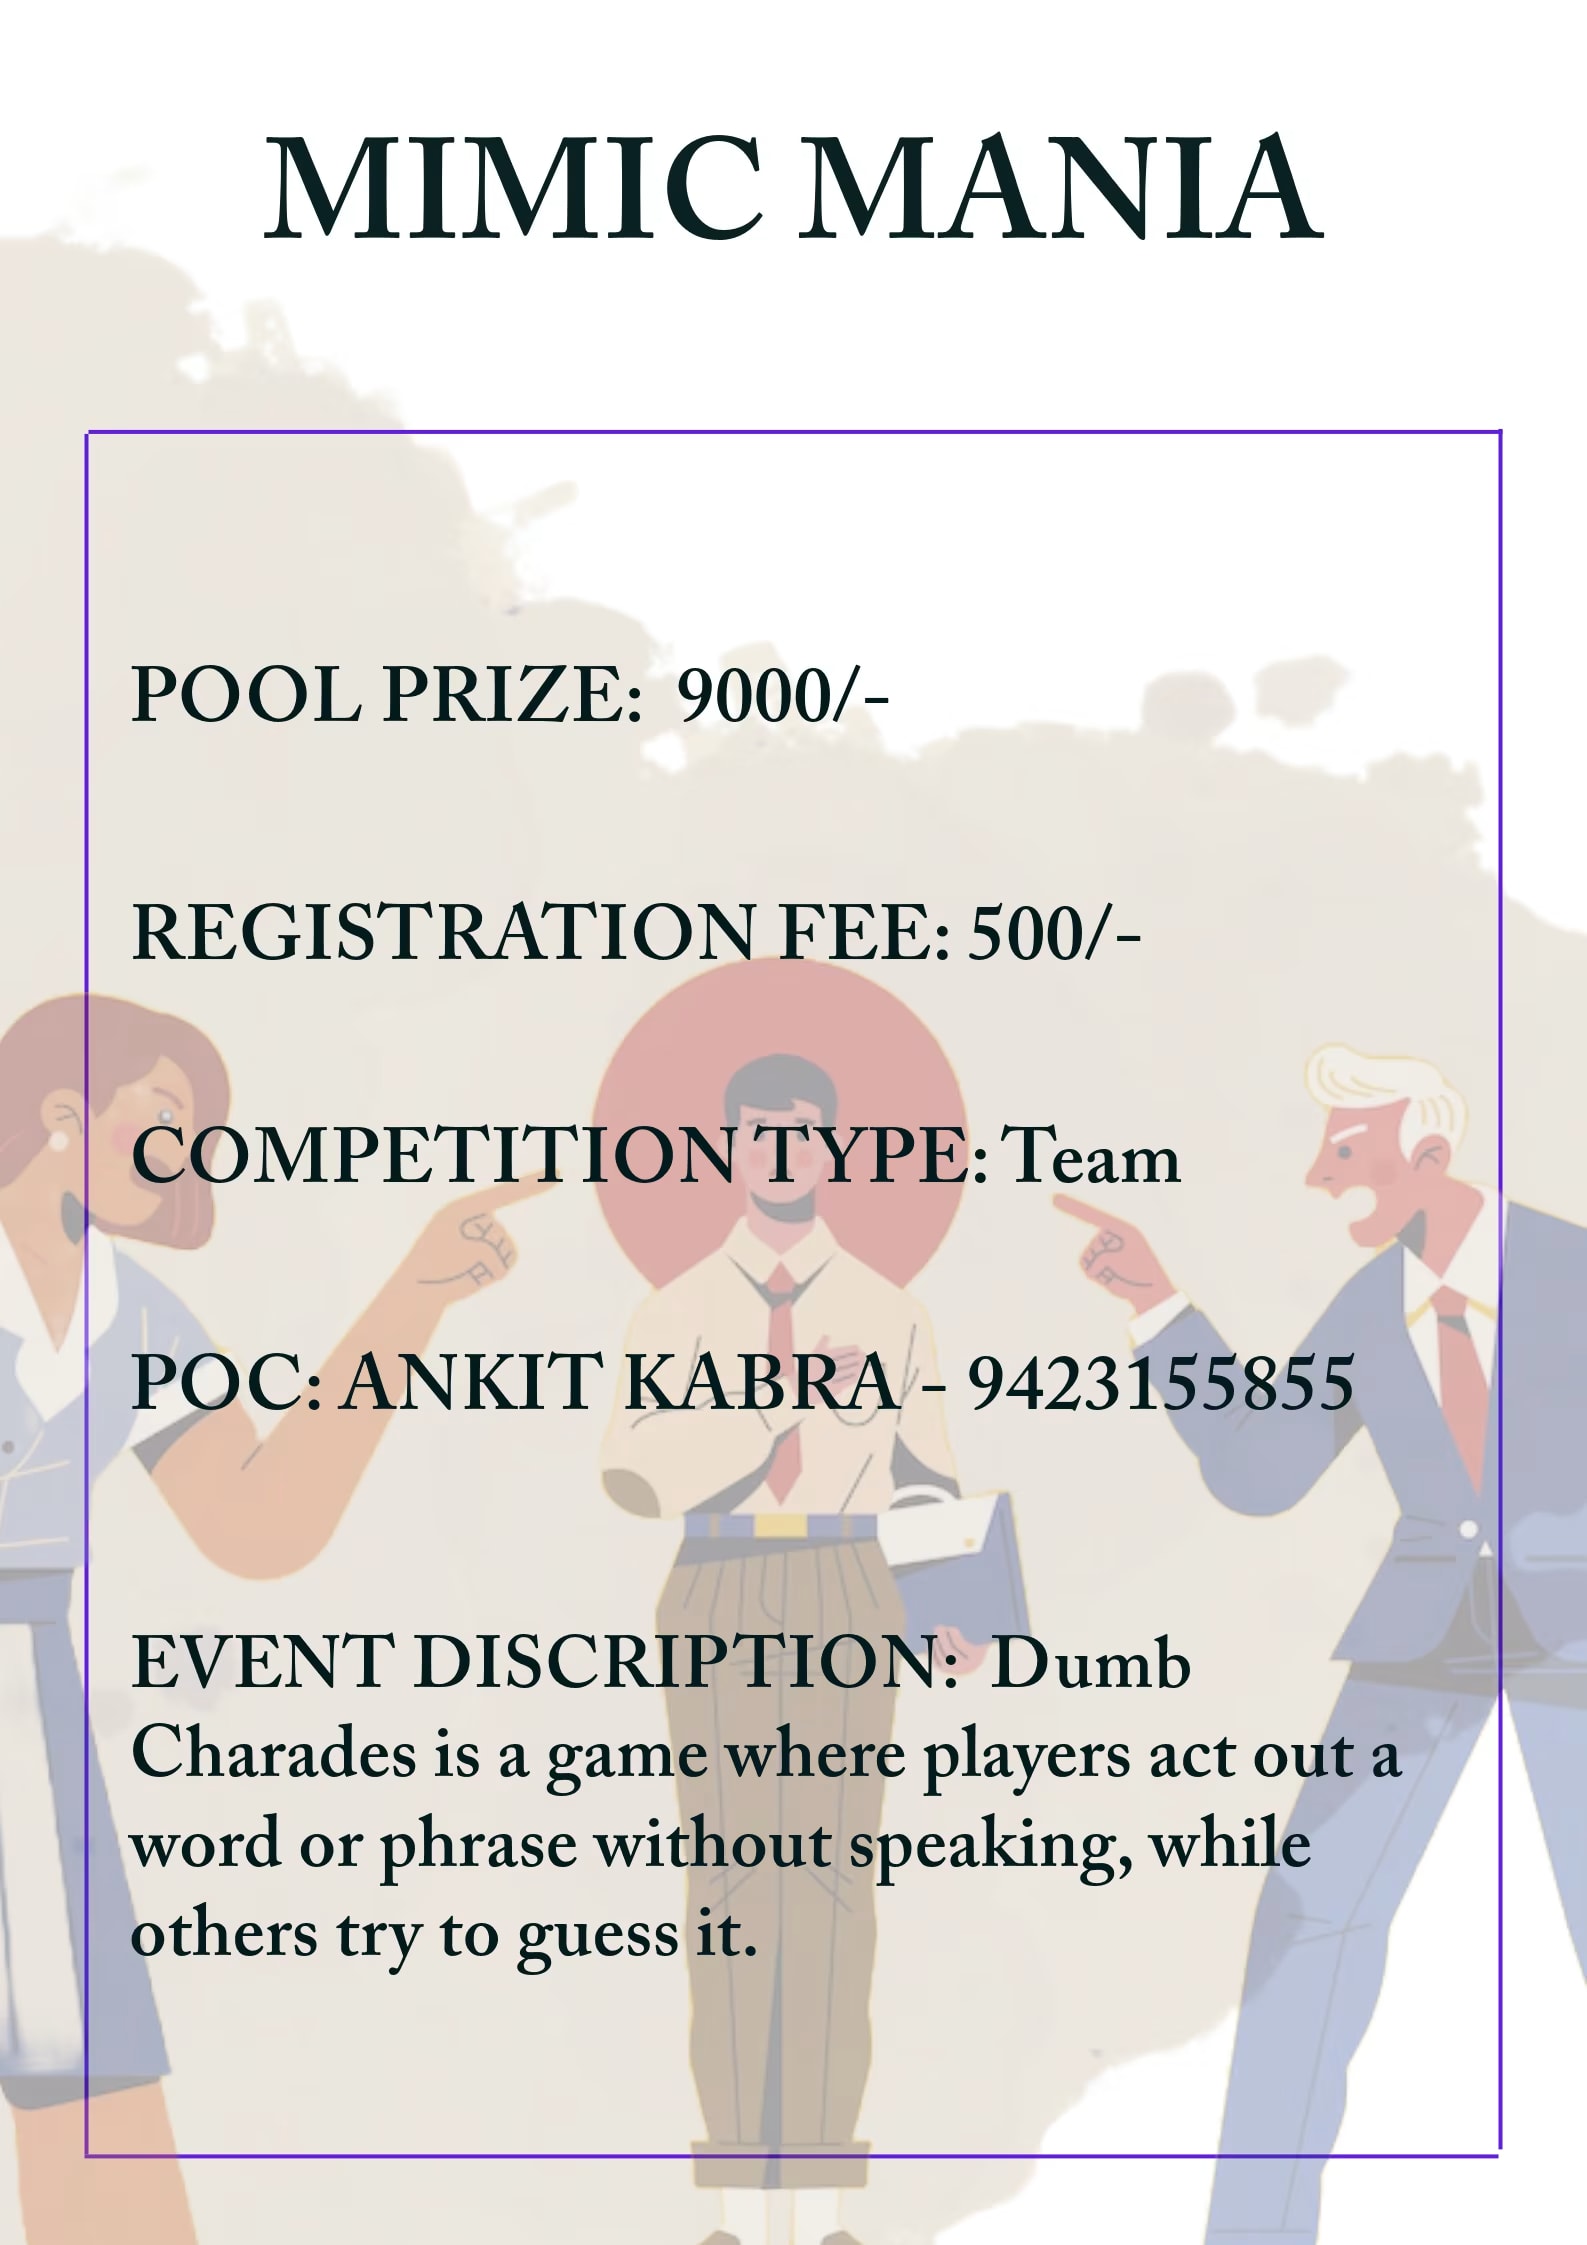 MIMIC MANIA
POOL PRIZE: 9000/-
REGISTRATION FEE: 500/-
COMPETITION TYPE: Team
POC: ANKIT KABRA - 9423155855
EVENT DISCRIPTION: Dumb
Charades is a game where players act out a
word or phrase without speaking, while
others try to guess it.